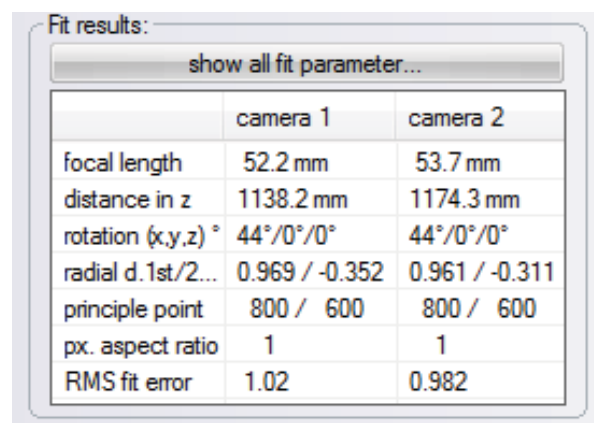 Fit results:
show all fit parameter...
camera 1 camera 2
focal length 52.2 mm 53.7 mm
distance in z 1138.2 mm 1174.3 mm
rotation (x,y,z) ° 44°/0°/0° 44°/0°/0°
radial d.1st/2... 0.969 / -0.352 0.961 / -0.311
principle point 800 / 600 800 / 600
px. aspect ratio 1 1
RMS fit error 1.02 0.982